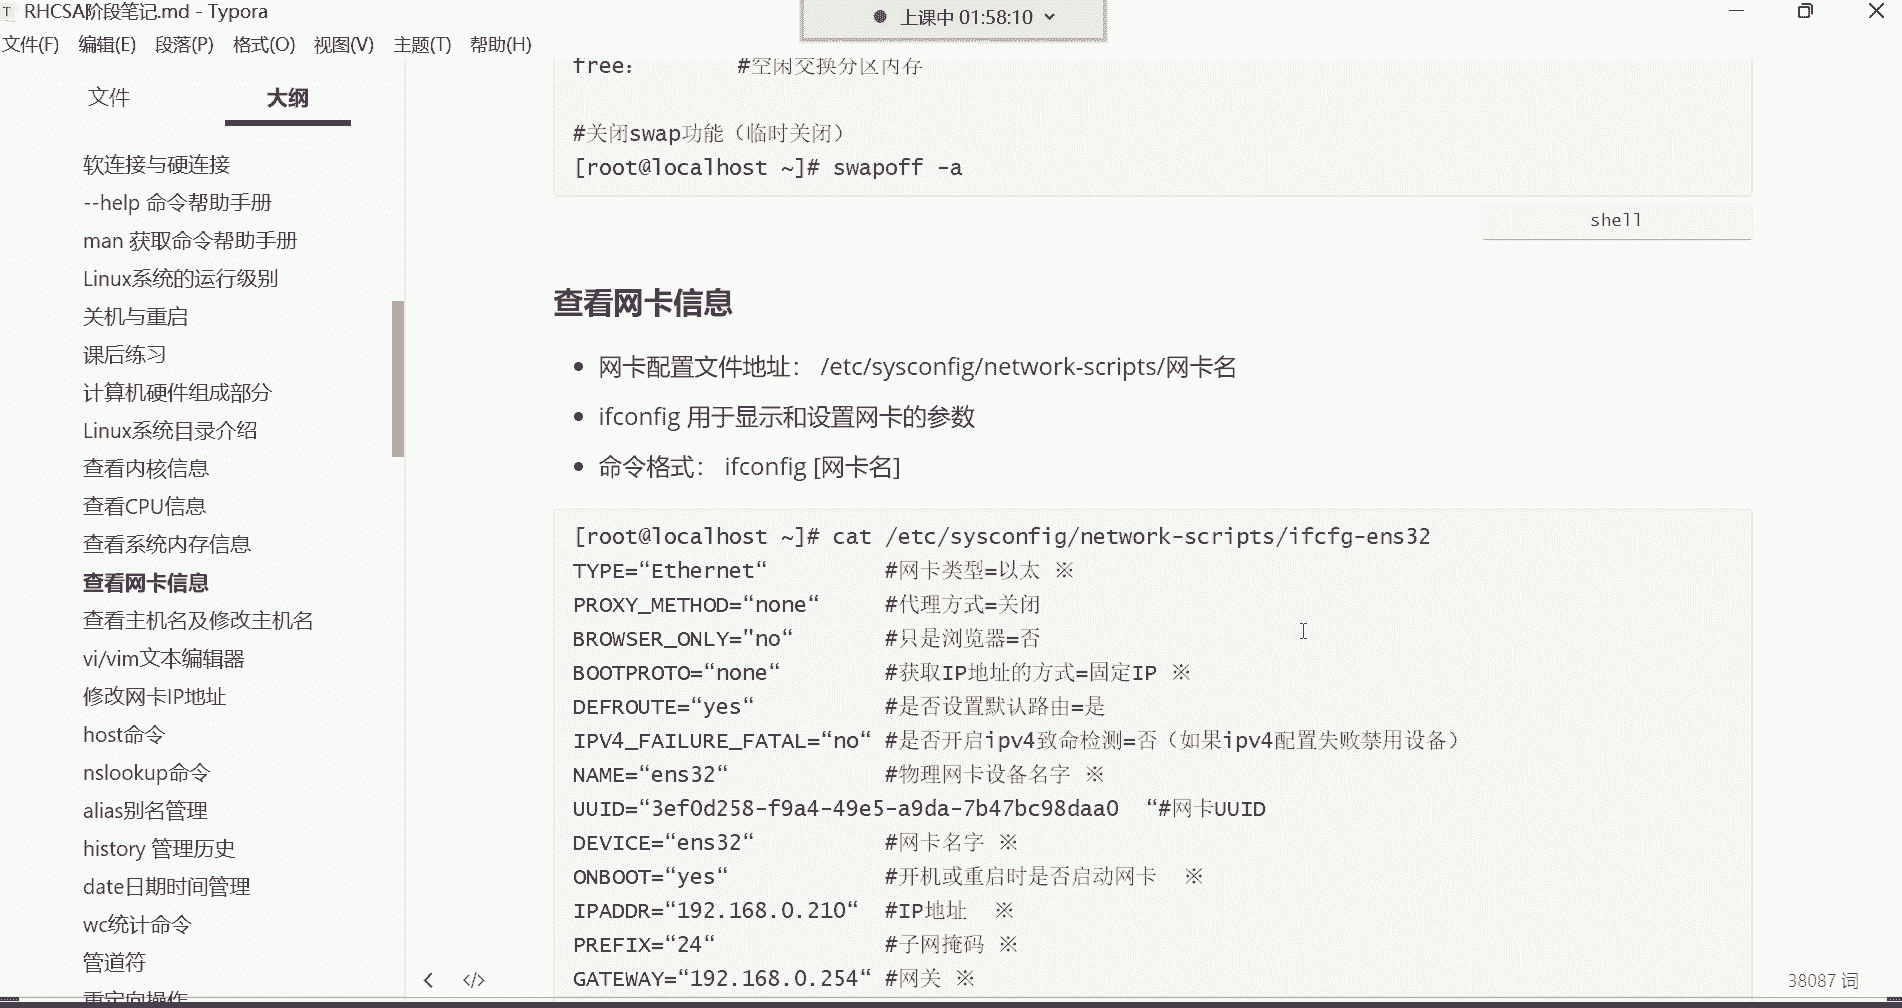 RHCSA阶段笔记.md - Typora
上课中 01:58:10
文件(F) 编辑(E) 段落(P) 格式(O) 视图(V) 主题(T) 帮助(H)
文件 大纲
软连接与硬连接
--help 命令帮助手册
man 获取命令帮助手册
Linux系统的运行级别
关机与重启
课后练习
计算机硬件组成部分
Linux系统目录介绍
查看内核信息
查看CPU信息
查看系统内存信息
查看网卡信息
查看主机名及修改主机名
vi/vim文本编辑器
修改网卡IP地址
host命令
nslookup命令
alias别名管理
history 管理历史
date日期时间管理
wc统计命令
管道符
重定向操作
free: #空闲交换分区内存
#关闭swap功能（临时关闭）
[root@localhost ~]# swapoff -a
shell
查看网卡信息
• 网卡配置文件地址： /etc/sysconfig/network-scripts/网卡名
• ifconfig 用于显示和设置网卡的参数
• 命令格式： ifconfig [网卡名]
[root@localhost ~]# cat /etc/sysconfig/network-scripts/ifcfg-ens32
TYPE=“Ethernet“ #网卡类型=以太 ※
PROXY_METHOD=“none“ #代理方式=关闭
BROWSER_ONLY="no“ #只是浏览器=否
BOOTPROTO=“none“ #获取IP地址的方式=固定IP ※
DEFROUTE=“yes“ #是否设置默认路由=是
IPV4_FAILURE_FATAL=“no“ #是否开启ipv4致命检测=否（如果ipv4配置失败禁用设备）
NAME=“ens32“ #物理网卡设备名字 ※
UUID=“3ef0d258-f9a4-49e5-a9da-7b47bc98daa0 “#网卡UUID
DEVICE=“ens32“ #网卡名字 ※
ONBOOT=“yes“ #开机或重启时是否启动网卡 ※
IPADDR=“192.168.0.210“ #IP地址 ※
PREFIX=“24“ #子网掩码 ※
GATEWAY=“192.168.0.254“ #网关 ※
38087 词